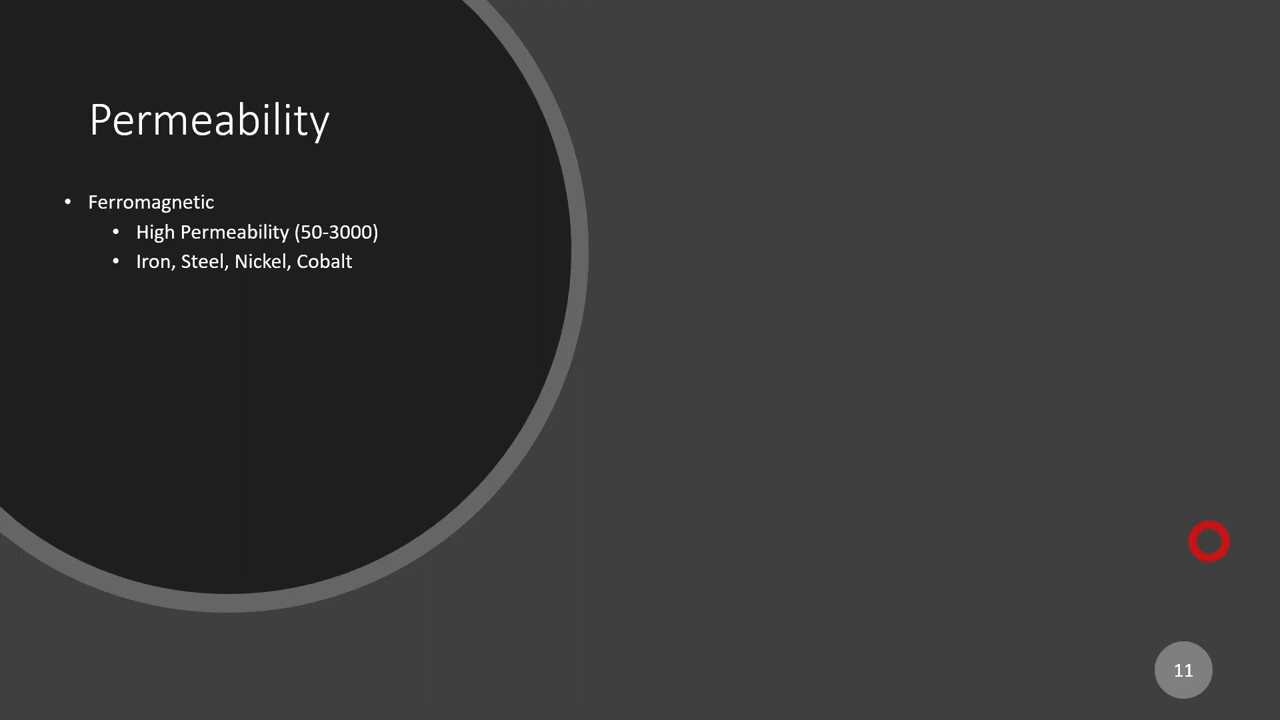 Permeability
• Ferromagnetic
• High Permeability (50-3000)
• Iron, Steel, Nickel, Cobalt
11